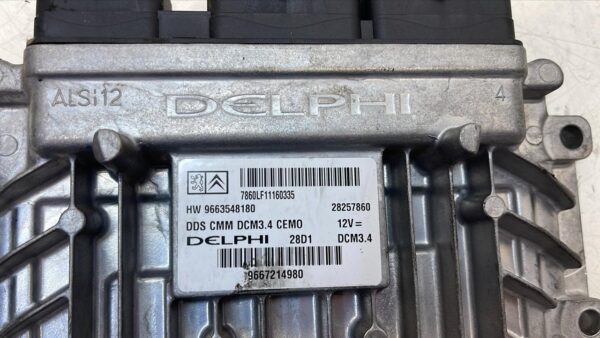 ALSi12 DELPHI 4
7860LF11160335
HW 9663548180 28257860
DDS CMM DCM3.4 CEMO 12V=
DELPHI 28D1 DCM3.4
9667214980